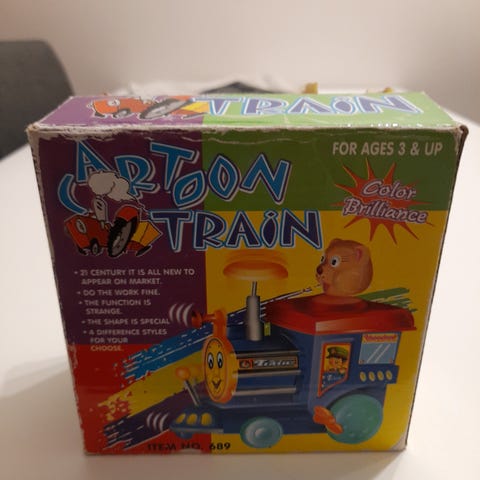 TRAIN
CARTOON
TRAIN
FOR AGES 3 & UP
Color
Brilliance
• 21 CENTURY IT IS ALL NEW TO
APPEAR ON MARKET.
• DO THE WORK FINE.
• THE FUNCTION IS
STRANGE.
• THE SHAPE IS SPECIAL
• 4 DIFFERENCE STYLES
FOR YOUR
CHOOSE.
Train
ITEM NO. 689